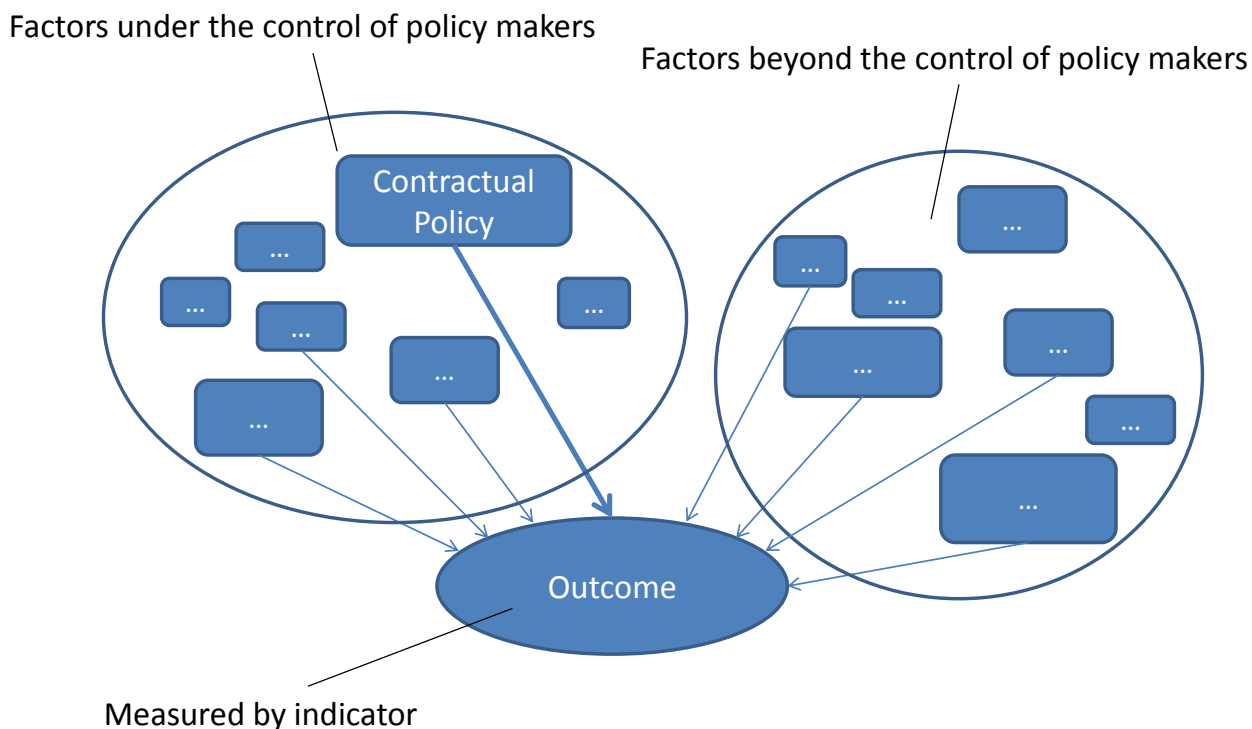 Factors under the control of policy makers
Factors beyond the control of policy makers
Contractual
Policy
...
...
...
...
...
...
...
...
...
...
...
...
...
Outcome
Measured by indicator